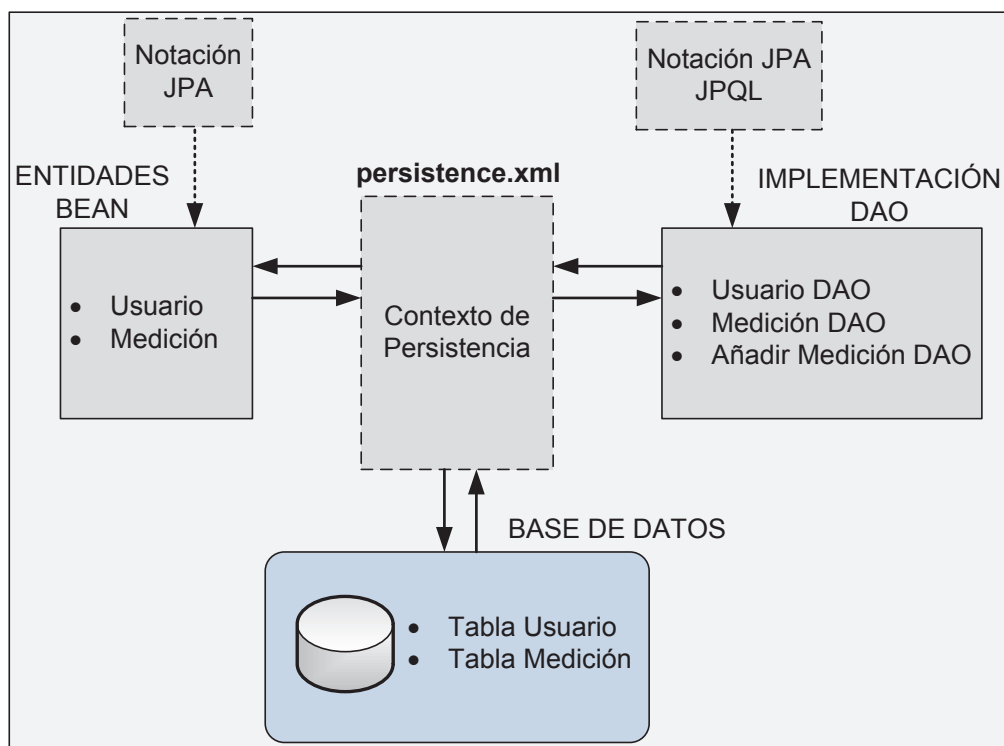 Notación
JPA
Notación JPA
JPQL
ENTIDADES
BEAN
persistence.xml
IMPLEMENTACIÓN
DAO
• Usuario
• Medición
Contexto de
Persistencia
• Usuario DAO
• Medición DAO
• Añadir Medición DAO
BASE DE DATOS
• Tabla Usuario
• Tabla Medición